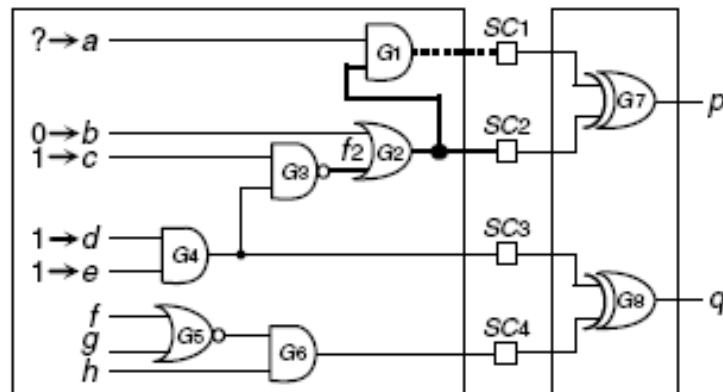 ?→a
G1
SC1
G7
p
0→b
1→c
G3
f2
G2
SC2
1→d
1→e
G4
SC3
G8
q
f
g
h
G5
G6
SC4